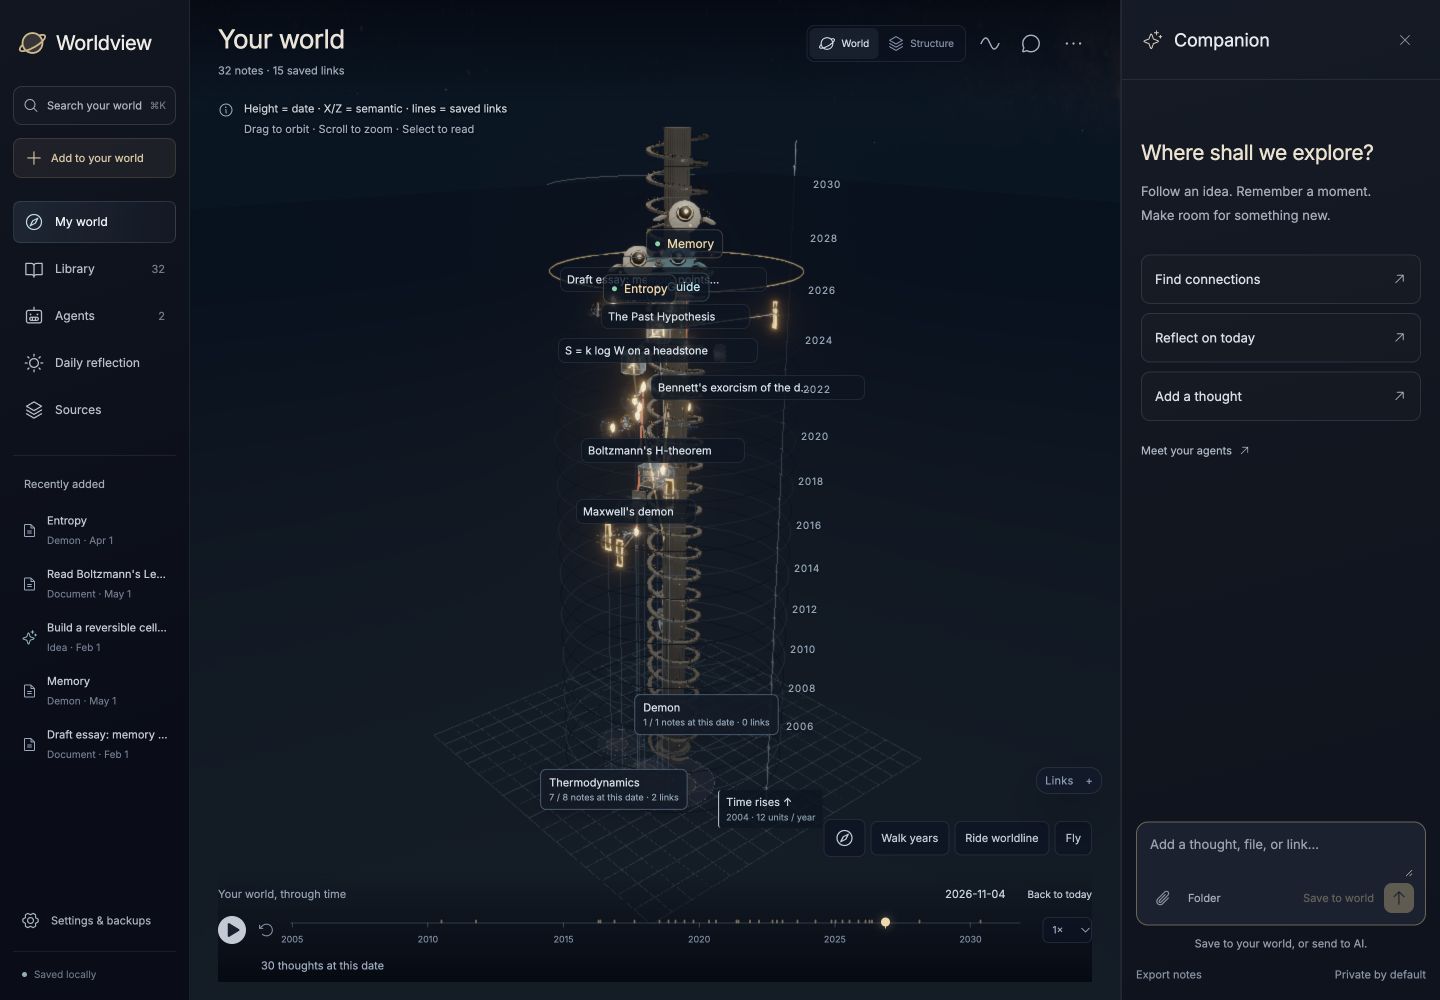 Worldview
Search your world ⌘K
Add to your world
My world
Library 32
Agents 2
Daily reflection
Sources
Recently added
Entropy
Demon · Apr 1
Read Boltzmann's Le...
Document · May 1
Build a reversible cell...
Idea · Feb 1
Memory
Demon · May 1
Draft essay: memory ...
Document · Feb 1
Settings & backups
Saved locally
Your world
32 notes · 15 saved links
World
Structure
Height = date · X/Z = semantic · lines = saved links
Drag to orbit · Scroll to zoom · Select to read
2030
2028
Memory
Draft essay:
2026
Entropy
uide
The Past Hypothesis
2024
S = k log W on a headstone
Bennett's exorcism of the d...
2022
2020
Boltzmann's H-theorem
2018
Maxwell's demon
2016
2014
2012
2010
2008
Demon
1 / 1 notes at this date · 0 links
2006
Thermodynamics
7 / 8 notes at this date · 2 links
Time rises ↑
2004 · 12 units / year
Links +
Walk years
Ride worldline
Fly
Your world, through time
2026-11-04
Back to today
2005 2010 2015 2020 2025 2030
1×
30 thoughts at this date
Companion
Where shall we explore?
Follow an idea. Remember a moment.
Make room for something new.
Find connections
Reflect on today
Add a thought
Meet your agents
Add a thought, file, or link...
Folder
Save to world
Save to your world, or send to AI.
Export notes
Private by default